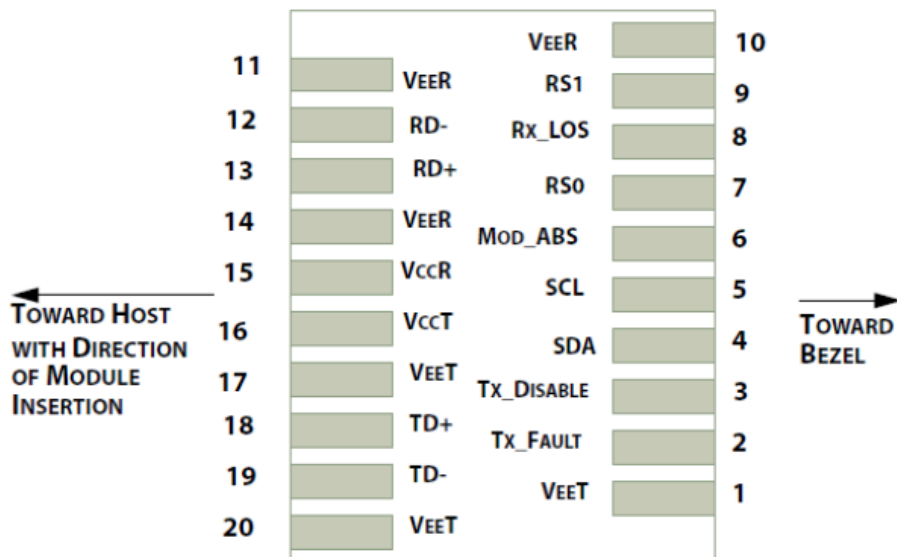 11 VEER
12 RD-
13 RD+
14 VEER
15 VCCR
16 VCCT
17 VEET
18 TD+
19 TD-
20 VEET
VEER 10
RS1 9
RX_LOS 8
RS0 7
MOD_ABS 6
SCL 5
SDA 4
TX_DISABLE 3
TX_FAULT 2
VEET 1
TOWARD HOST
WITH DIRECTION
OF MODULE
INSERTION
TOWARD
BEZEL